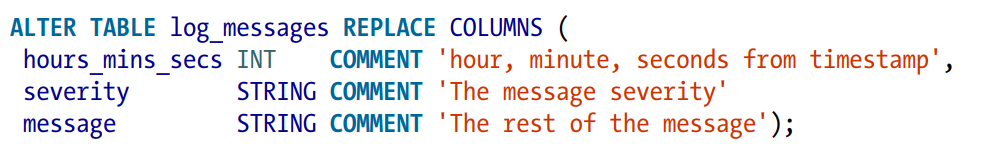 ALTER TABLE log_messages REPLACE COLUMNS (
 hours_mins_secs INT    COMMENT 'hour, minute, seconds from timestamp',
 severity        STRING COMMENT 'The message severity'
 message         STRING COMMENT 'The rest of the message');